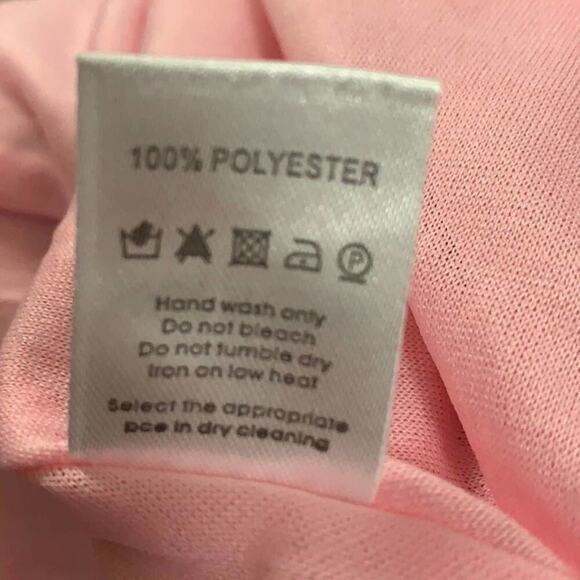 100% POLYESTER
P
Hand wash only
Do not bleach
Do not tumble dry
Iron on low heat
Select the appropriate
pce in dry cleaning